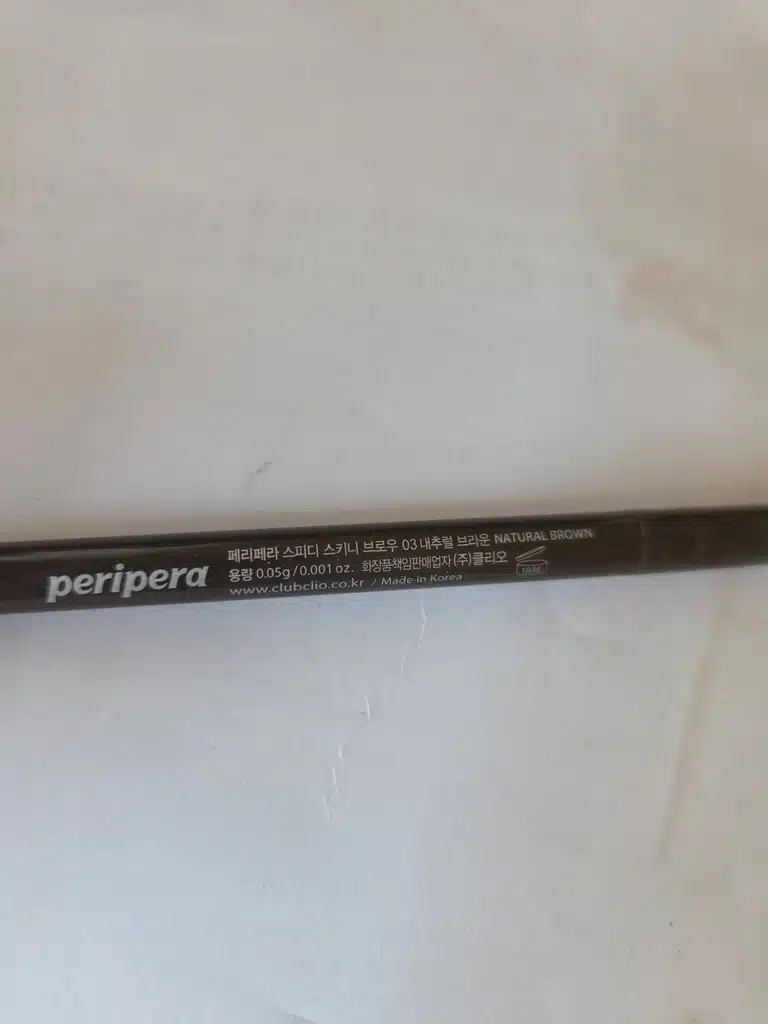 peripera
페리페라 스피디 스키니 브로우 03 내추럴 브라운 NATURAL BROWN
용량 0.05g / 0.001 oz. 화장품책임판매업자 (주)클리오
www.clubclio.co.kr / Made in Korea
18M